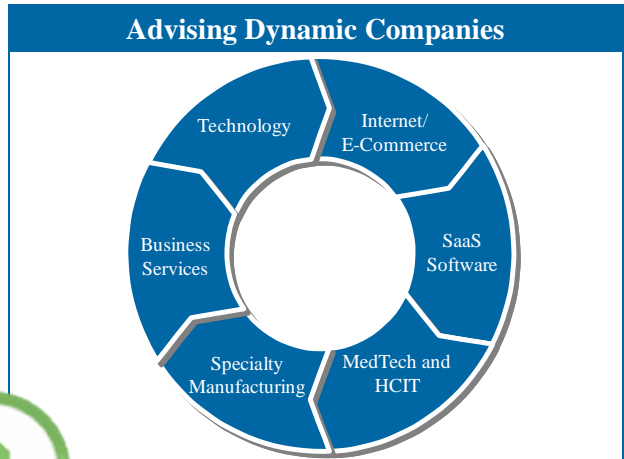 Advising Dynamic Companies
Technology
Internet/
E-Commerce
Business
Services
SaaS
Software
Specialty
Manufacturing
MedTech and
HCIT